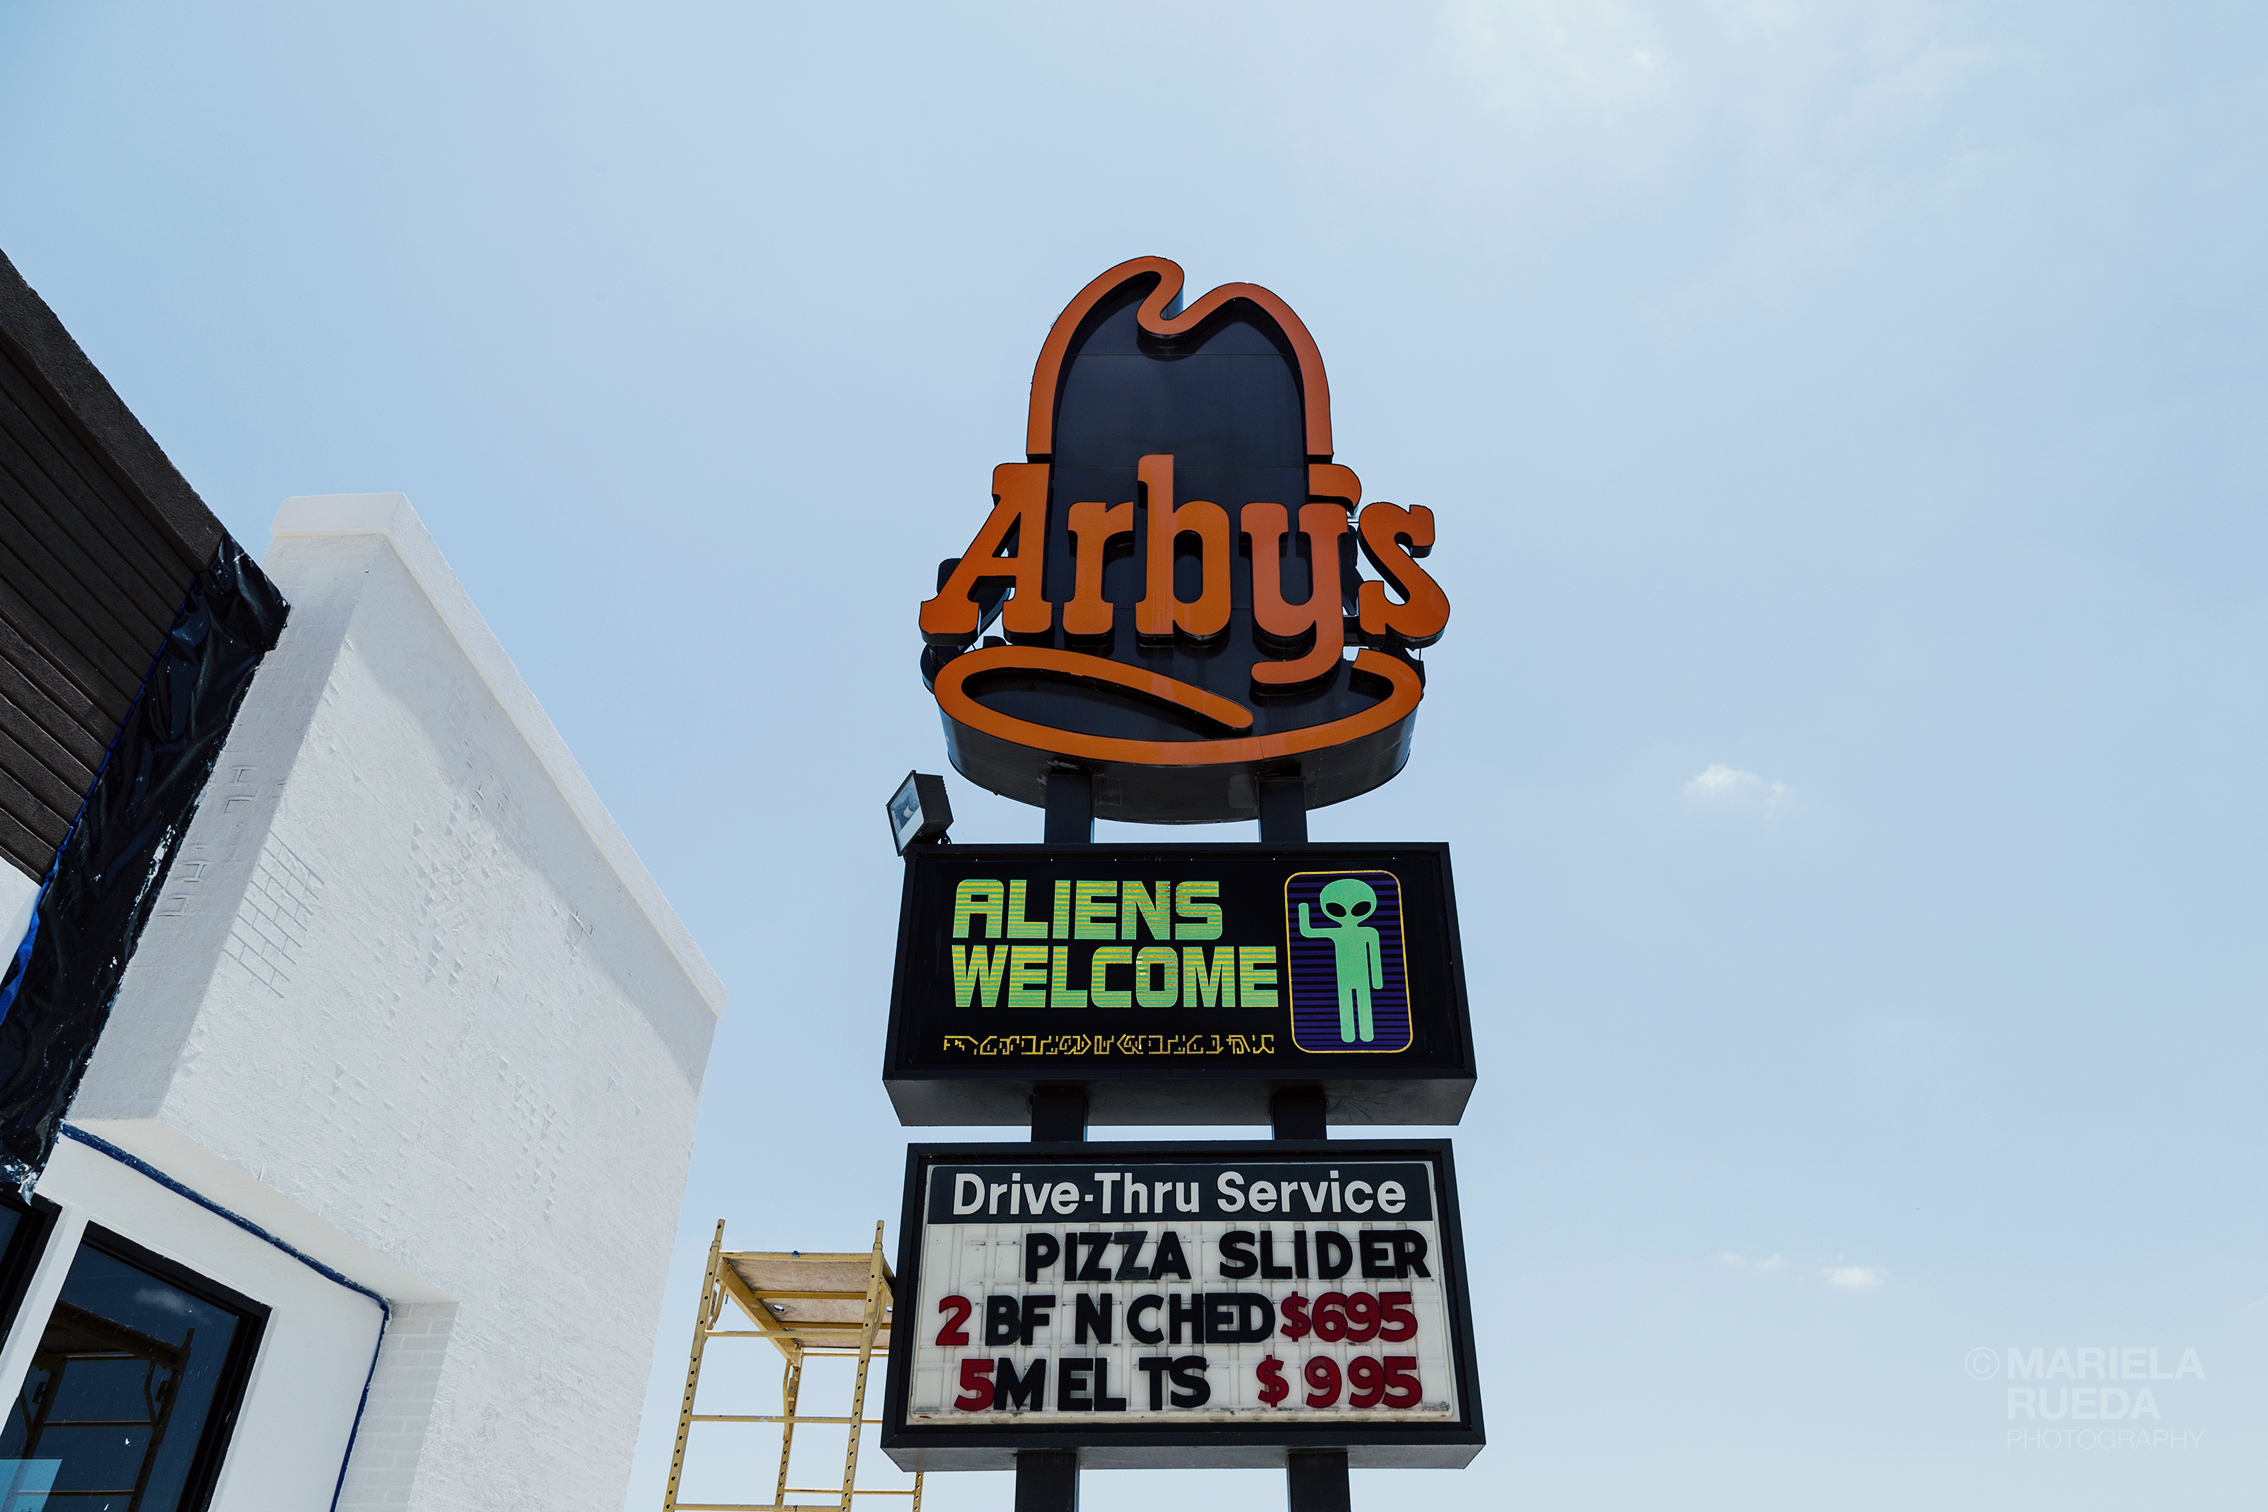 Arby's
ALIENS
WELCOME
Drive-Thru Service
PIZZA SLIDER
2 BF N CHED $695
5 MELTS $995
© MARIELA
RUEDA
PHOTOGRAPHY